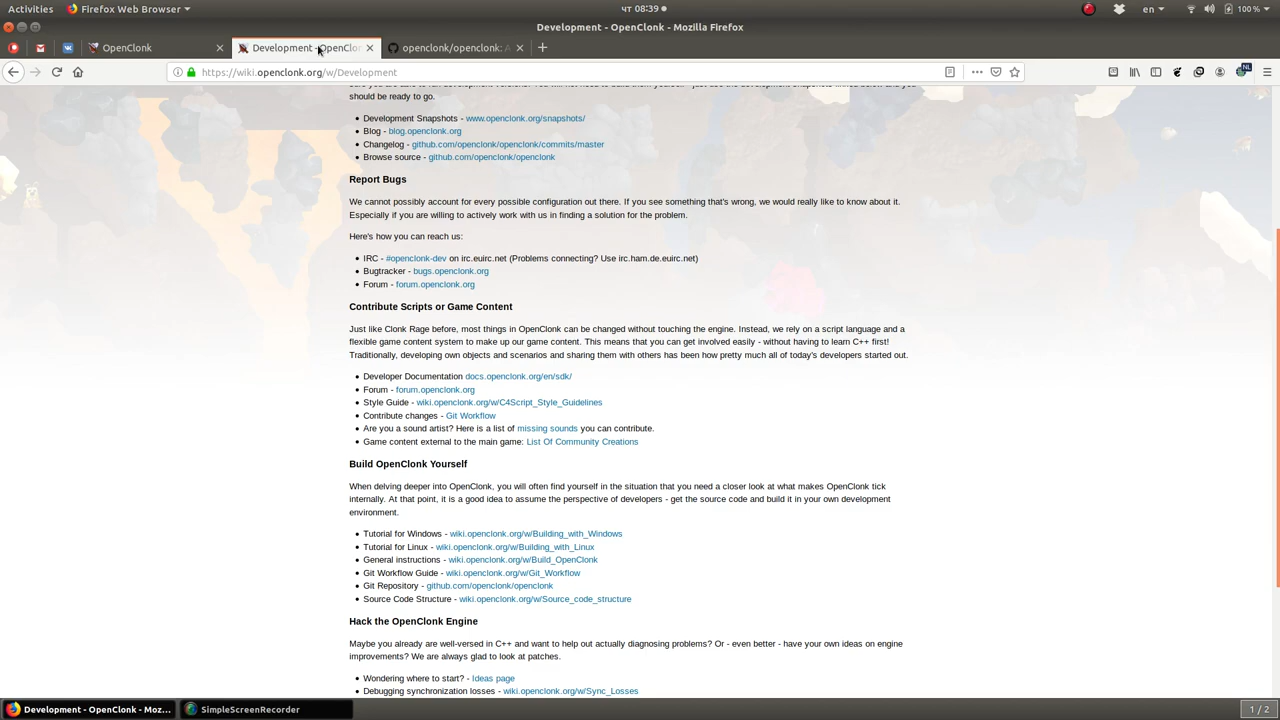 Activities
Firefox Web Browser
чт 08:39
en
100 %
Development - OpenClonk - Mozilla Firefox
OpenClonk
Development - OpenClon
openclonk/openclonk: A
https://wiki.openclonk.org/w/Development
NL
should be ready to go.
Development Snapshots - www.openclonk.org/snapshots/
Blog - blog.openclonk.org
Changelog - github.com/openclonk/openclonk/commits/master
Browse source - github.com/openclonk/openclonk
Report Bugs
We cannot possibly account for every possible configuration out there. If you see something that's wrong, we would really like to know about it.
Especially if you are willing to actively work with us in finding a solution for the problem.
Here's how you can reach us:
IRC - #openclonk-dev on irc.euirc.net (Problems connecting? Use irc.ham.de.euirc.net)
Bugtracker - bugs.openclonk.org
Forum - forum.openclonk.org
Contribute Scripts or Game Content
Just like Clonk Rage before, most things in OpenClonk can be changed without touching the engine. Instead, we rely on a script language and a
flexible game content system to make up our game content. This means that you can get involved easily - without having to learn C++ first!
Traditionally, developing own objects and scenarios and sharing them with others has been how pretty much all of today's developers started out.
Developer Documentation docs.openclonk.org/en/sdk/
Forum - forum.openclonk.org
Style Guide - wiki.openclonk.org/w/C4Script_Style_Guidelines
Contribute changes - Git Workflow
Are you a sound artist? Here is a list of missing sounds you can contribute.
Game content external to the main game: List Of Community Creations
Build OpenClonk Yourself
When delving deeper into OpenClonk, you will often find yourself in the situation that you need a closer look at what makes OpenClonk tick
internally. At that point, it is a good idea to assume the perspective of developers - get the source code and build it in your own development
environment.
Tutorial for Windows - wiki.openclonk.org/w/Building_with_Windows
Tutorial for Linux - wiki.openclonk.org/w/Building_with_Linux
General instructions - wiki.openclonk.org/w/Build_OpenClonk
Git Workflow Guide - wiki.openclonk.org/w/Git_Workflow
Git Repository - github.com/openclonk/openclonk
Source Code Structure - wiki.openclonk.org/w/Source_code_structure
Hack the OpenClonk Engine
Maybe you already are well-versed in C++ and want to help out actually diagnosing problems? Or - even better - have your own ideas on engine
improvements? We are always glad to look at patches.
Wondering where to start? - Ideas page
Debugging synchronization losses - wiki.openclonk.org/w/Sync_Losses
Development - OpenClonk - Moz...
SimpleScreenRecorder
1 / 2